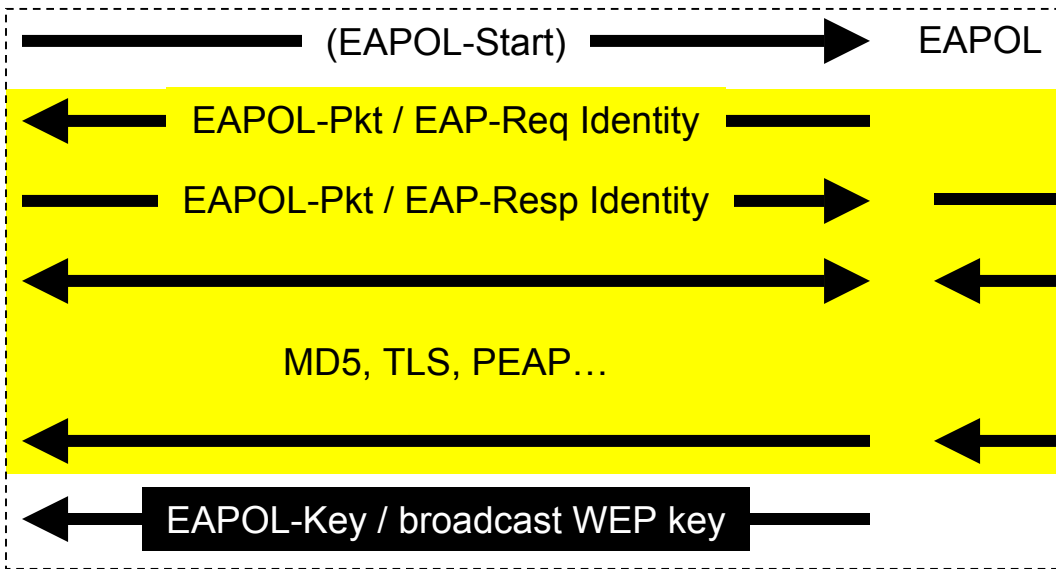 (EAPOL-Start) EAPOL
EAPOL-Pkt / EAP-Req Identity
EAPOL-Pkt / EAP-Resp Identity
MD5, TLS, PEAP…
EAPOL-Key / broadcast WEP key